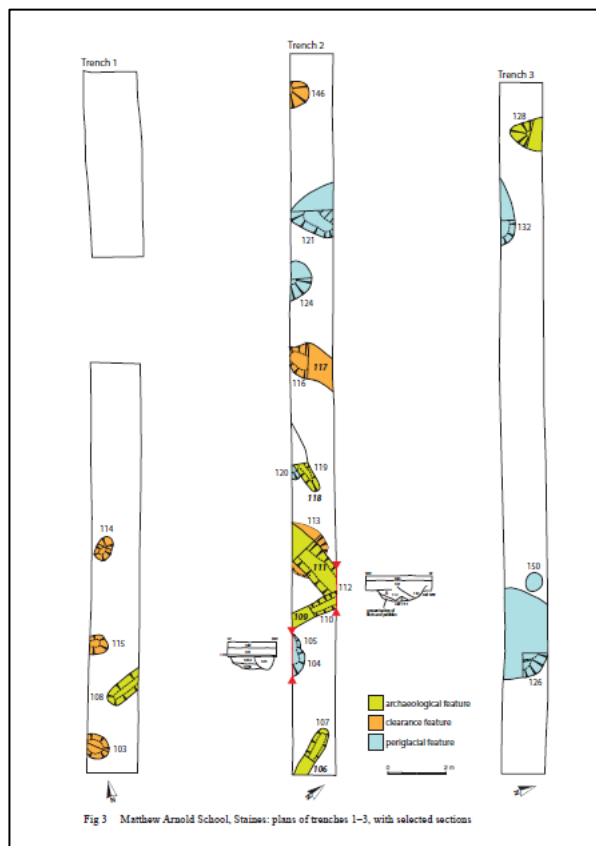 Trench 1
114
115
108
103
Trench 2
146
121
124
117
116
119
120
118
113
111
112
109
110
105
104
107
106
Trench 3
128
132
150
126
archaeological feature
clearance feature
periglacial feature
0 2 m
N
N
N
Fig 3 Matthew Arnold School, Staines: plans of trenches 1–3, with selected sections